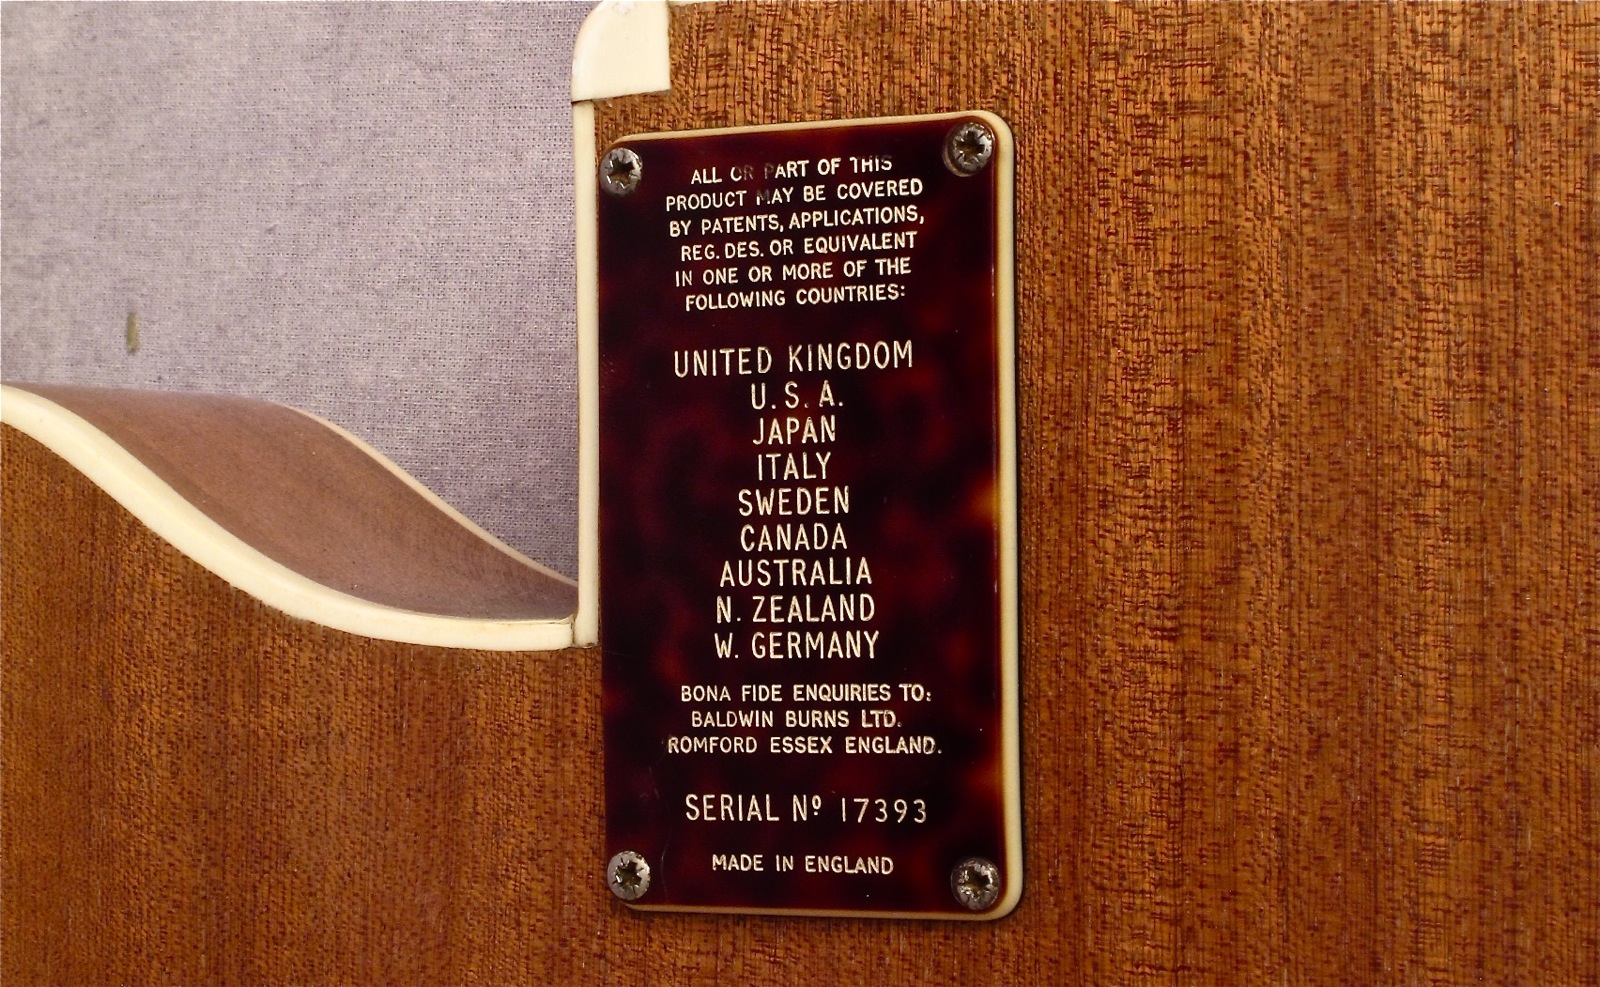 ALL OR PART OF THIS
PRODUCT MAY BE COVERED
BY PATENTS, APPLICATIONS,
REG. DES. OR EQUIVALENT
IN ONE OR MORE OF THE
FOLLOWING COUNTRIES:
UNITED KINGDOM
U. S. A.
JAPAN
ITALY
SWEDEN
CANADA
AUSTRALIA
N. ZEALAND
W. GERMANY
BONA FIDE ENQUIRIES TO:
BALDWIN BURNS LTD.
ROMFORD ESSEX ENGLAND.
SERIAL Nº 17393
MADE IN ENGLAND